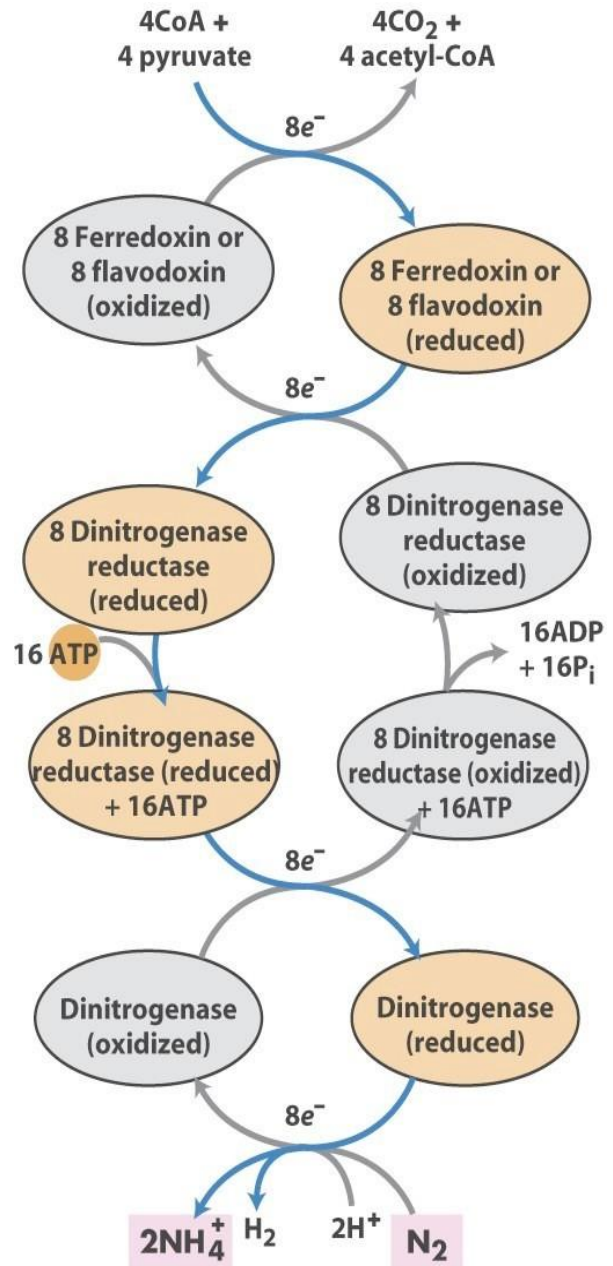 4CoA +
4 pyruvate
4CO₂ +
4 acetyl-CoA
8e⁻
8 Ferredoxin or
8 flavodoxin
(oxidized)
8 Ferredoxin or
8 flavodoxin
(reduced)
8e⁻
8 Dinitrogenase
reductase
(reduced)
8 Dinitrogenase
reductase
(oxidized)
16 ATP
16ADP
+ 16Pᵢ
8 Dinitrogenase
reductase (reduced)
+ 16ATP
8 Dinitrogenase
reductase (oxidized)
+ 16ATP
8e⁻
Dinitrogenase
(oxidized)
Dinitrogenase
(reduced)
8e⁻
2NH₄⁺
H₂
2H⁺
N₂